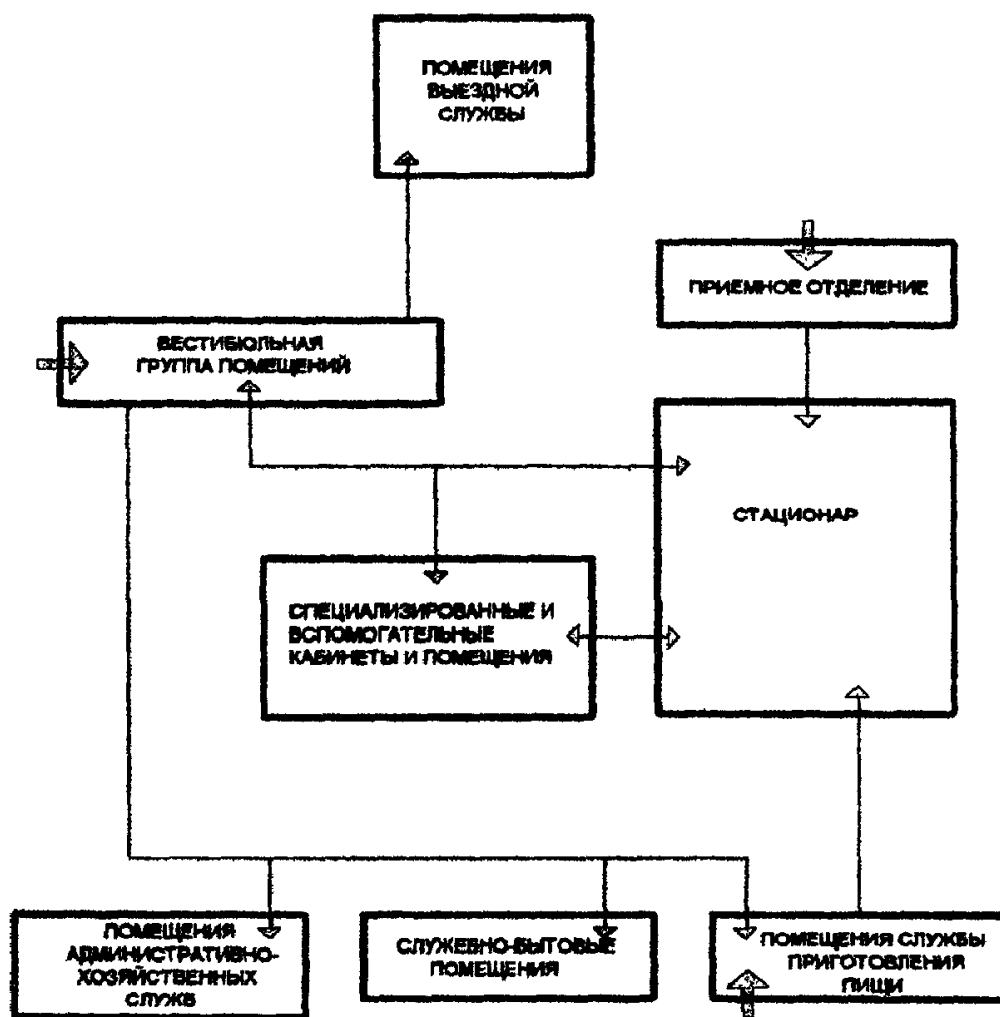 ПОМЕЩЕНИЯ
ВЫЕЗДНОЙ
СЛУЖБЫ
ПРИЕМНОЕ ОТДЕЛЕНИЕ
ВЕСТИБЮЛЬНАЯ
ГРУППА ПОМЕЩЕНИЙ
СТАЦИОНАР
СПЕЦИАЛИЗИРОВАННЫЕ И
ВСПОМОГАТЕЛЬНЫЕ
КАБИНЕТЫ И ПОМЕЩЕНИЯ
ПОМЕЩЕНИЯ
АДМИНИСТРАТИВНО-
ХОЗЯЙСТВЕННЫХ
СЛУЖБ
СЛУЖЕБНО-БЫТОВЫЕ
ПОМЕЩЕНИЯ
ПОМЕЩЕНИЯ СЛУЖБЫ
ПРИГОТОВЛЕНИЯ
ПИЩИ